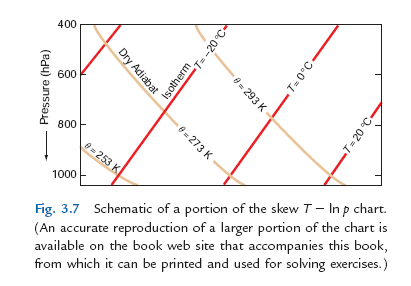 400
600
800
1000
Pressure (hPa)
Dry Adiabat
Isotherm
T= –20 °C
θ = 293 K
T= 0 °C
θ = 273 K
θ = 253 K
T= 20 °C
Fig. 3.7 Schematic of a portion of the skew T − ln p chart.
(An accurate reproduction of a larger portion of the chart is
available on the book web site that accompanies this book,
from which it can be printed and used for solving exercises.)